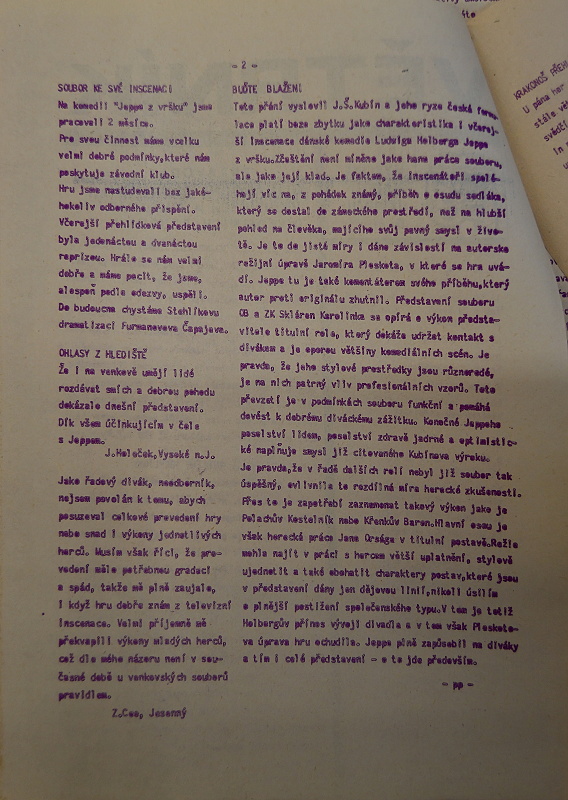 - 2 -
SOUBOR KE SVÉ INSCENACI
Na komedii "Jeppe z vršku" jsme
pracovali 2 měsíce.
Pro svou činnost máme vcelku
velmi dobré podmínky,které nám
poskytuje závodní klub.
Hru jsme nastudovali bez jaké-
hokoliv odborného přispění.
Včerejší přehlídkové představení
bylo jedenáctou a dvanáctou
reprízou. Hrálo se nám velmi
dobře a máme pocit, že jsme,
alespoň podle odezvy, uspěli.
Do budoucna chystáme Stehlíkovu
dramatizaci Furmanovova Čapajeva.
OHLASY Z HLEDIŠTĚ
Že i na venkově umějí lidé
rozdávat smích a dobrou pohodu
dokázalo dnešní představení.
Dík všem účinkujícím v čele
s Jeppem.
J.Holeček,Vysoké n.J.
Jako řadový divák, neodborník,
nejsem povolán k tomu, abych
posuzoval celkové provedení hry
nebo snad i výkony jednotlivých
herců. Musím však říci, že pro-
vedení mělo potřebnou gradaci
a spád, takže mě plně zaujalo,
i když hru dobře znám z televizní
inscenace. Velmi příjemně mě
překvapili výkony mladých herců,
což dle mého názoru není v sou-
časné době u venkovských souborů
pravidlem.
Z.Coo, Jesenný
BUĎTE BLAŽENI
Toto přání vyslovil J.Š.Kubín a jeho ryze česká formu-
lace platí beze zbytku jako charakteristika i včerej-
ší inscenace dánské komedie Ludviga Holberga Jeppe
z vršku.Zčeštění není míněno jako hana práce souboru,
ale jako její klad. Je faktem, že inscenátoři spolé-
hají víc na, z pohádek známý, příběh o osudu sedláka,
který se dostal do zámeckého prostředí, než na hlubší
pohled na člověka, majícího svůj pevný smysl v živo-
tě. Je to do jisté míry i dáno závislostí na autorsko
režijní úpravě Jaromíra Pleskota, v které se hra uvá-
dí. Jeppe tu je také komentátorem svého příběhu,který
autor proti originálu zhutnil. Představení souboru
OB a ZK Skláren Karolinka se opírá o výkon předsta-
vitele titulní role, který dokáže udržet kontakt s
divákem a je oporou většiny komediálních scén. Je
pravda, že jeho stylové prostředky jsou různorodé,
je na nich patrný vliv profesionálních vzorů. Toto
převzetí je v podmínkách souboru funkční a pomáhá
dovést k dobrému diváckému zážitku. Konečně Jeppeho
poselství lidem, poselství zdravě jadrné a optimistic-
ké naplňuje smysl již citovaného Kubínova výroku.
Je pravda,že v řadě dalších rolí nebyl již soubor tak
úspěšný, ovlivnila to rozdílná míra herecké zkušenosti.
Přes to je zapotřebí zaznamenat takový výkon jako je
Polachův Kostelník nebo Křenkův Baron.Hlavní osou je
však herecká práce Jana Orsága v titulní postavě.Režie
mohla najít v práci s hercem větší uplatnění, stylově
ujednotit a také obohatit charaktery postav,které jsou
v představení dány jen dějovou linií,nikoli úsilím
o plnější postižení společenského typu.V tom je totiž
Holbergův přínos vývoji divadla a v tom však Pleskoto-
va úprava hru ochudila. Jeppe plně zapůsobil na diváky
a tím i celé představení - o to jde především.
- pp -